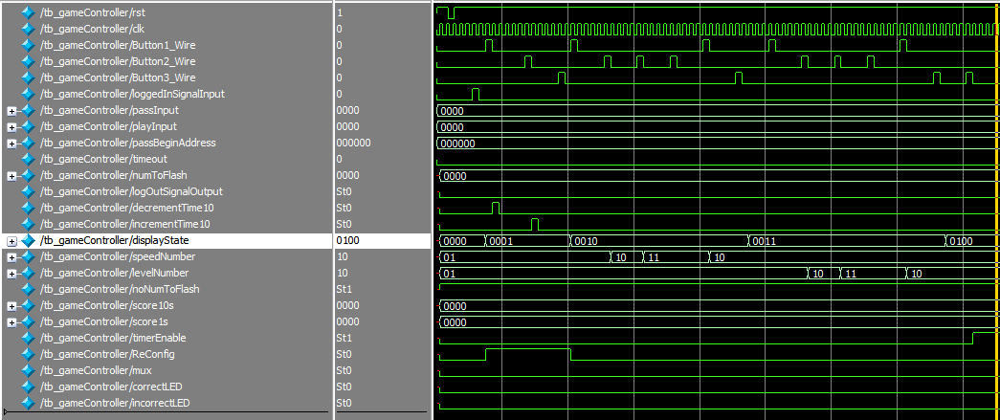 /tb_gameController/rst 1
/tb_gameController/clk 0
/tb_gameController/Button1_Wire 0
/tb_gameController/Button2_Wire 0
/tb_gameController/Button3_Wire 0
/tb_gameController/loggedInSignalInput 0
/tb_gameController/passInput 0000 0000
/tb_gameController/playInput 0000 0000
/tb_gameController/passBeginAddress 000000 000000
/tb_gameController/timeout 0
/tb_gameController/numToFlash 0000 0000
/tb_gameController/logOutSignalOutput St0
/tb_gameController/decrementTime10 St0
/tb_gameController/incrementTime10 St0
/tb_gameController/displayState 0100 0000 0001 0010 0011 0100
/tb_gameController/speedNumber 10 01 10 11 10
/tb_gameController/levelNumber 10 01 10 11 10
/tb_gameController/noNumToFlash St1
/tb_gameController/score10s 0000 0000
/tb_gameController/score1s 0000 0000
/tb_gameController/timerEnable St1
/tb_gameController/ReConfig St0
/tb_gameController/mux St0
/tb_gameController/correctLED St0
/tb_gameController/incorrectLED St0